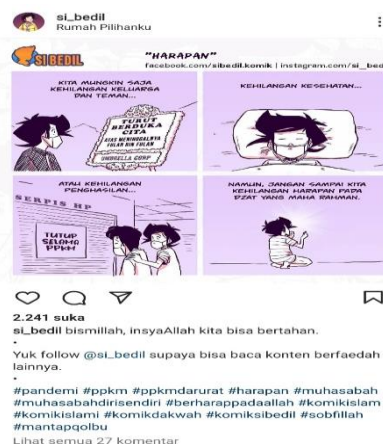 si_bedil
Rumah Pilihanku
SI BEDIL
"HARAPAN"
facebook.com/sibedil.komik | instagram.com/si_bed
KITA MUNGKIN SAJA
KEHILANGAN KELUARGA
DAN TEMAN...
TURUT
BERDUKA
CITA
ATAS MENINGGALNYA
FULAN BIN FULAN
UMBRELLA CORP
KEHILANGAN KESEHATAN...
ATAU KEHILANGAN
PENGHASILAN...
SERPIS HP
TUTUP
SELAMA
PPKM
NAMUN, JANGAN SAMPAI KITA
KEHILANGAN HARAPAN PADA
DZAT YANG MAHA RAHMAN.
2.241 suka
si_bedil bismillah, insyaAllah kita bisa bertahan.
•
Yuk follow @si_bedil supaya bisa baca konten berfaedah
lainnya.
•
#pandemi #ppkm #ppkmdarurat #harapan #muhasabah
#muhasabahdirisendiri #berharappadaallah #komikislam
#komikislami #komikdakwah #komiksibedil #sobfillah
#mantapqolbu
Lihat semua 27 komentar